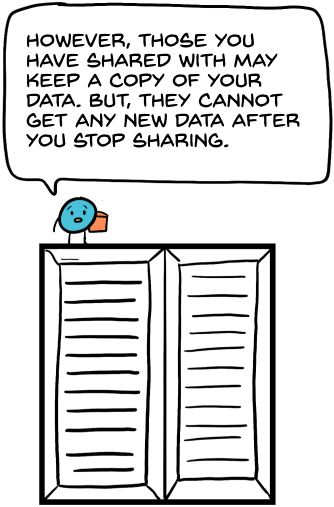 HOWEVER, THOSE YOU
HAVE SHARED WITH MAY
KEEP A COPY OF YOUR
DATA. BUT, THEY CANNOT
GET ANY NEW DATA AFTER
YOU STOP SHARING.